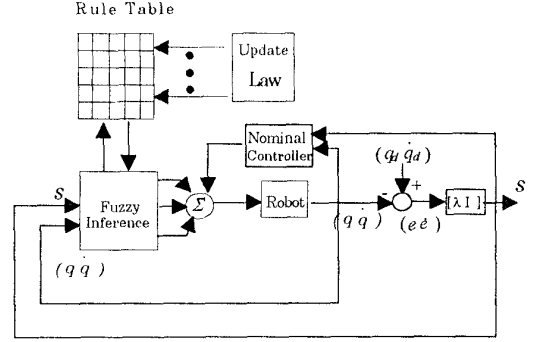 Rule Table
Update
Law
Nominal
Controller
(q_d q̇_d)
S
Fuzzy
Inference
Σ
Robot
- +
[λ I]
S
(q q̇)
(e ė)
(q q̇)